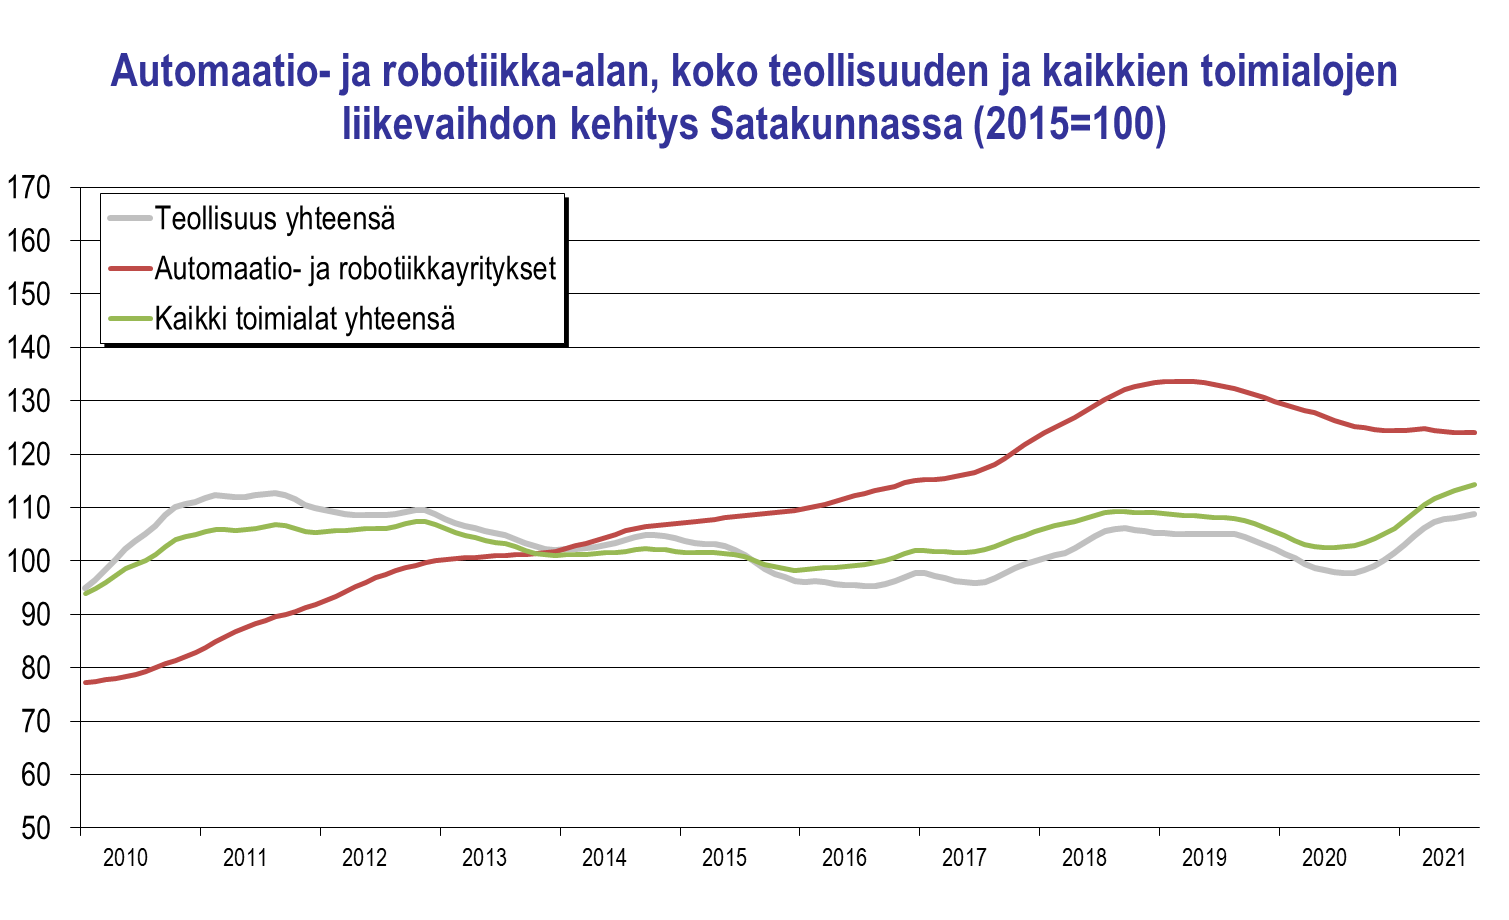 Automaatio- ja robotiikka-alan, koko teollisuuden ja kaikkien toimialojen
liikevaihdon kehitys Satakunnassa (2015=100)
170
160
150
140
130
120
110
100
90
80
70
60
50
Teollisuus yhteensä
Automaatio- ja robotiikkayritykset
Kaikki toimialat yhteensä
2010 2011 2012 2013 2014 2015 2016 2017 2018 2019 2020 2021